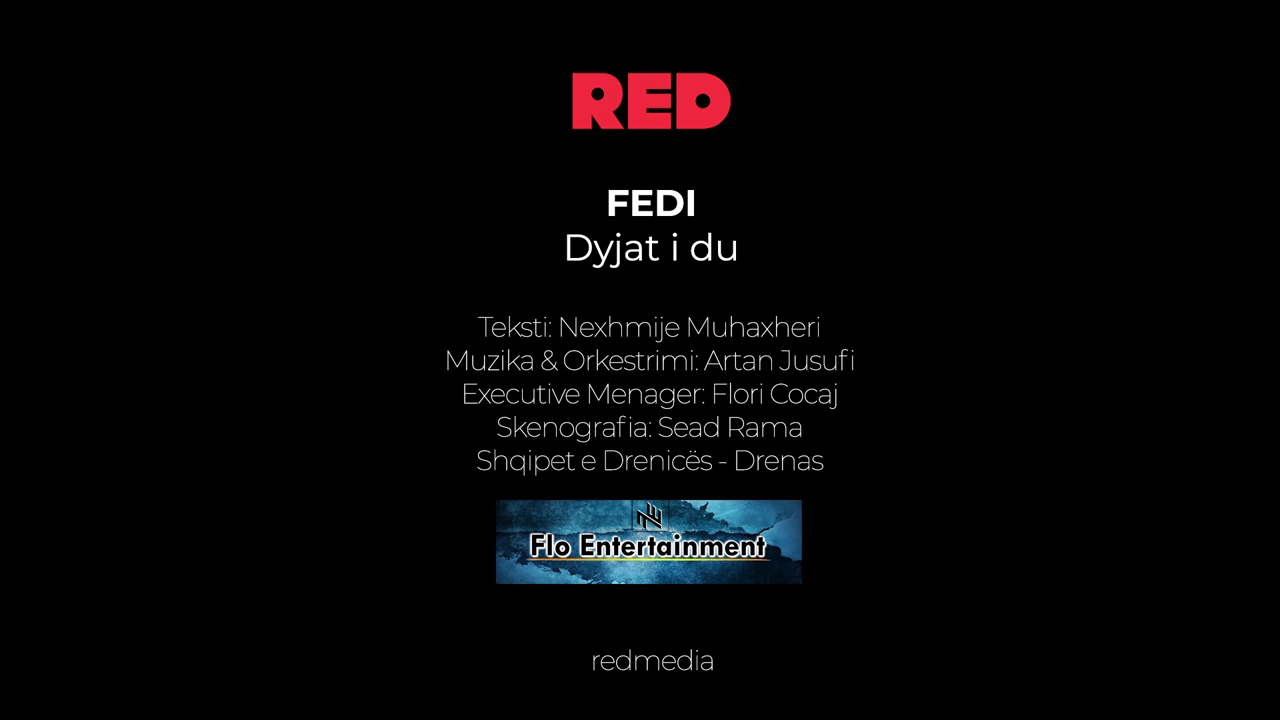 RED
FEDI
Dyjat i du
Teksti: Nexhmije Muhaxheri
Muzika & Orkestrimi: Artan Jusufi
Executive Menager: Flori Cocaj
Skenografia: Sead Rama
Shqipet e Drenicës - Drenas
Flo Entertainment
redmedia